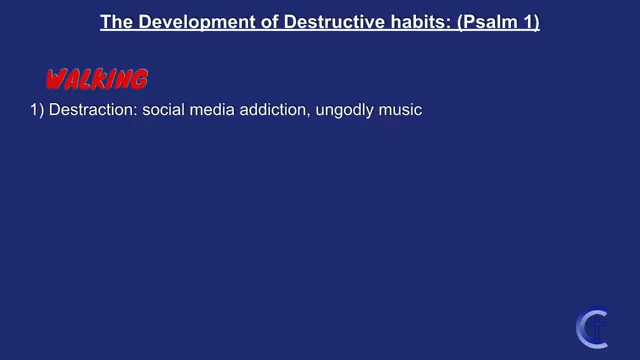 The Development of Destructive habits: (Psalm 1)
WALKING
1) Destraction: social media addiction, ungodly music